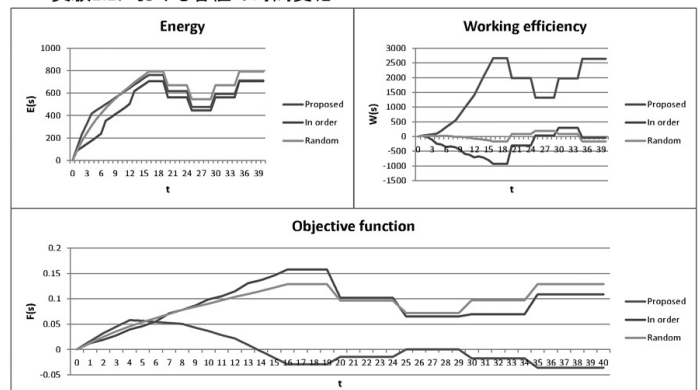 Energy
1000
800
600
400
200
0
E(s)
0 3 6 9 12 15 18 21 24 27 30 33 36 39
t
Proposed
In order
Random
Working efficiency
3000
2500
2000
1500
1000
500
0
-500
-1000
-1500
W(s)
0 3 6 9 12 15 18 21 24 27 30 33 36 39
t
Proposed
In order
Random
Objective function
0.2
0.15
0.1
0.05
0
-0.05
F(s)
0 1 2 3 4 5 6 7 8 9 10 11 12 13 14 15 16 17 18 19 20 21 22 23 24 25 26 27 28 29 30 31 32 33 34 35 36 37 38 39 40
t
Proposed
In order
Random